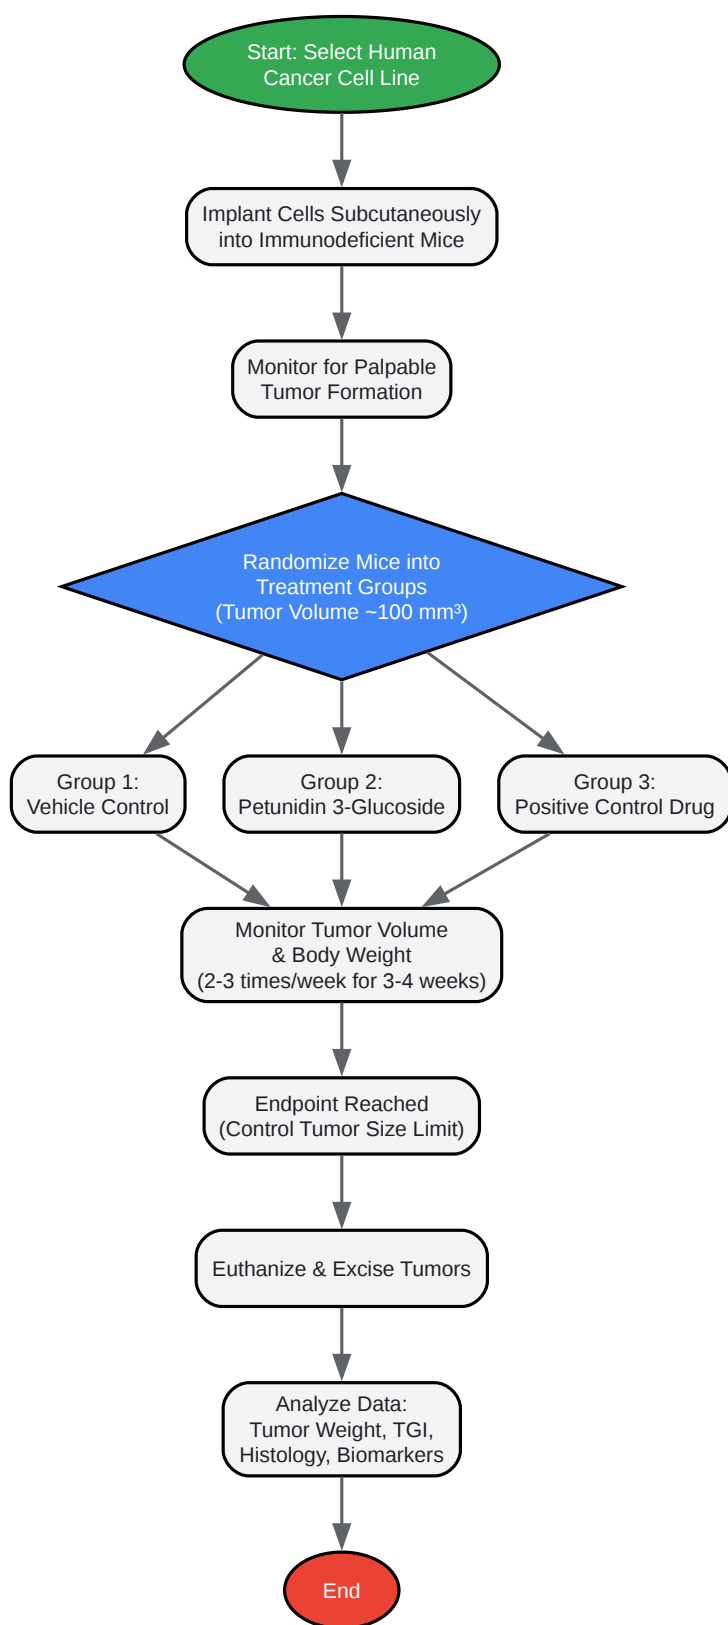 Start: Select Human
Cancer Cell Line
Implant Cells Subcutaneously
into Immunodeficient Mice
Monitor for Palpable
Tumor Formation
Randomize Mice into
Treatment Groups
(Tumor Volume ~100 mm³)
Group 1:
Vehicle Control
Group 2:
Petunidin 3-Glucoside
Group 3:
Positive Control Drug
Monitor Tumor Volume
& Body Weight
(2-3 times/week for 3-4 weeks)
Endpoint Reached
(Control Tumor Size Limit)
Euthanize & Excise Tumors
Analyze Data:
Tumor Weight, TGI,
Histology, Biomarkers
End